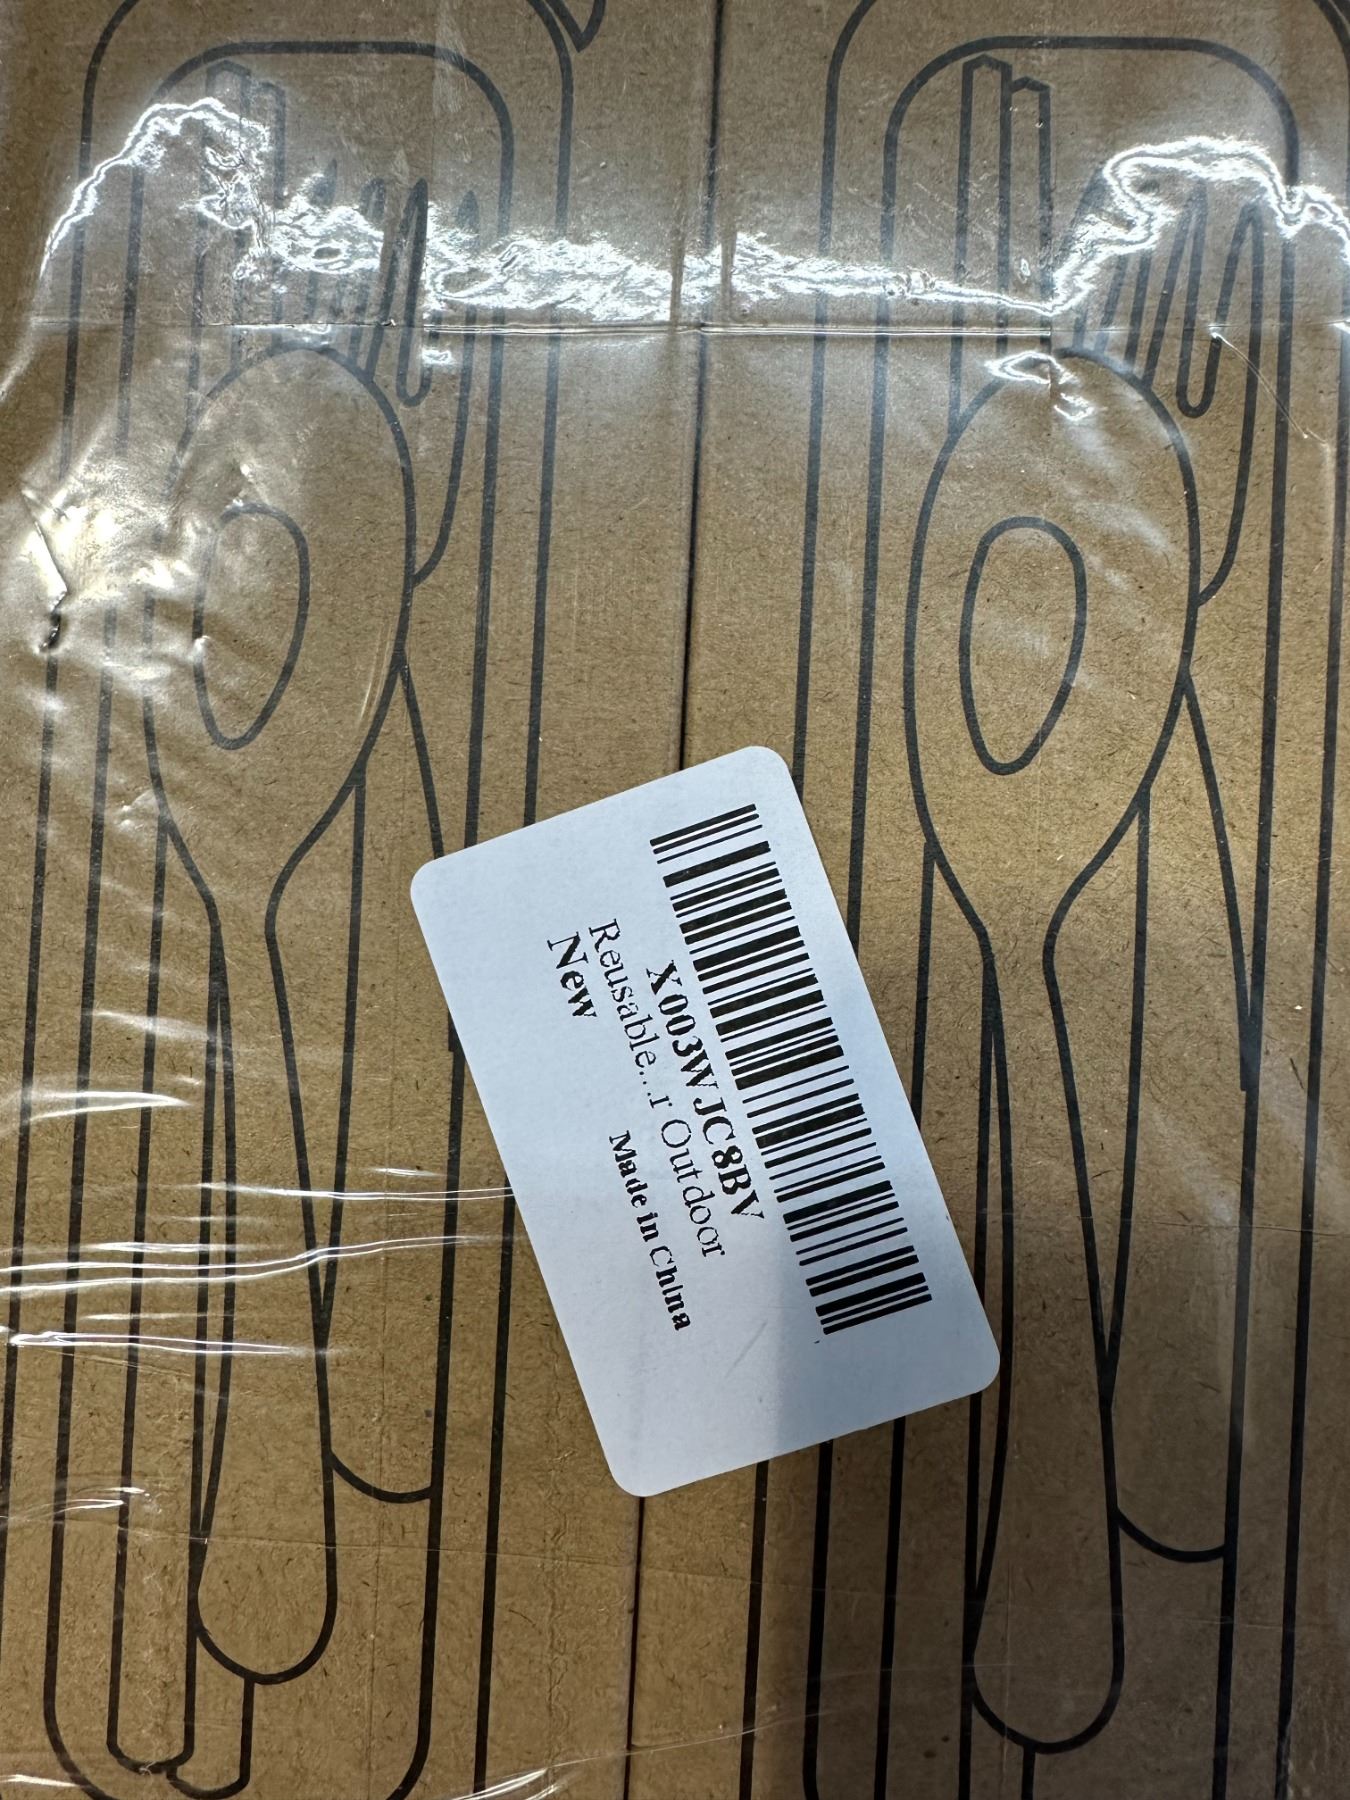 X003WJC8BV
Reusable...r Outdoor
New
Made in China